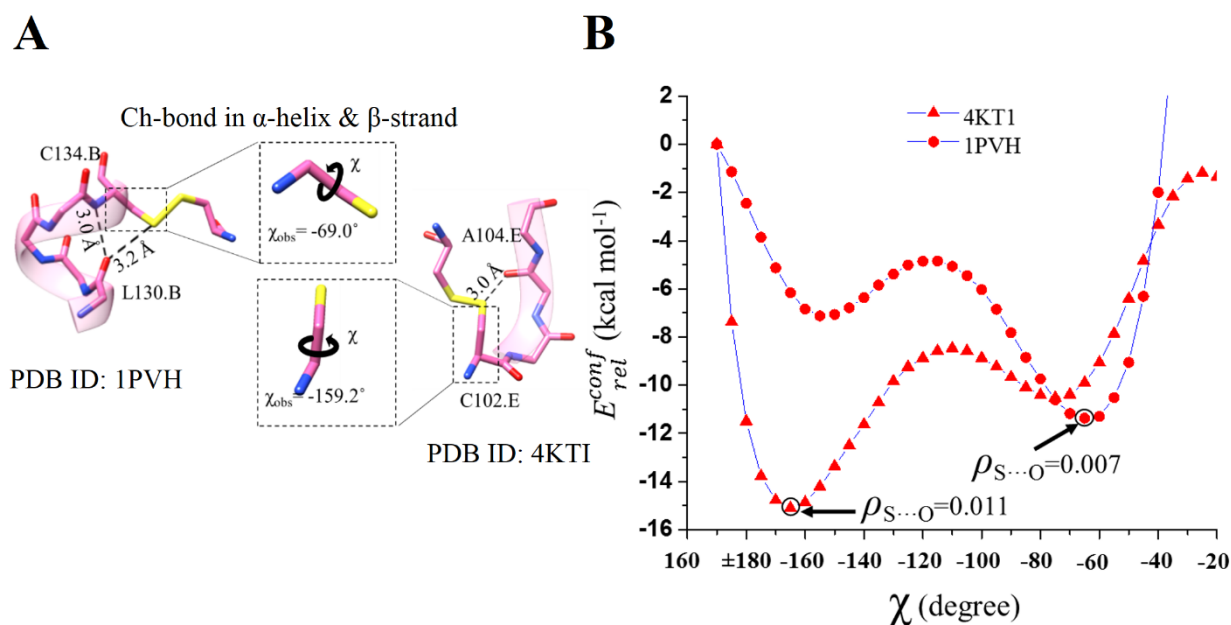 A
Ch-bond in α-helix & β-strand
C134.B
3.0 Å
3.2 Å
L130.B
χobs= -69.0˚
χ
PDB ID: 1PVH
χ
χobs= -159.2˚
A104.E
3.0 Å
C102.E
PDB ID: 4KTI
B
2
0
-2
-4
-6
-8
-10
-12
-14
-16
E conf rel (kcal mol-1)
4KT1
1PVH
ρS···O=0.007
ρS···O=0.011
160 ±180 -160 -140 -120 -100 -80 -60 -40 -20
χ (degree)